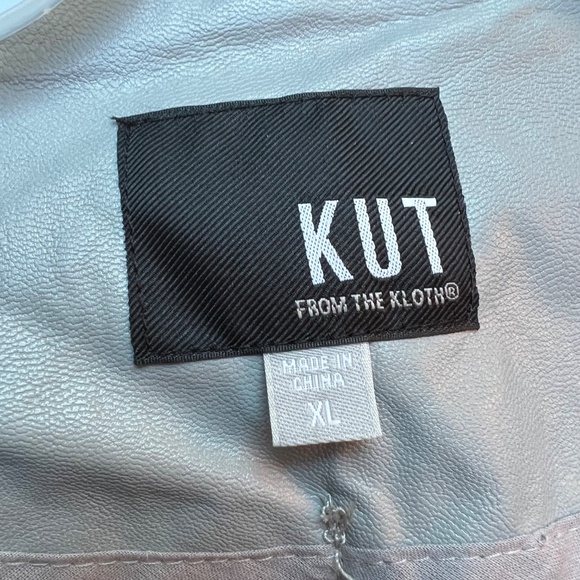 KUT
FROM THE KLOTH®
MADE IN
CHINA
XL